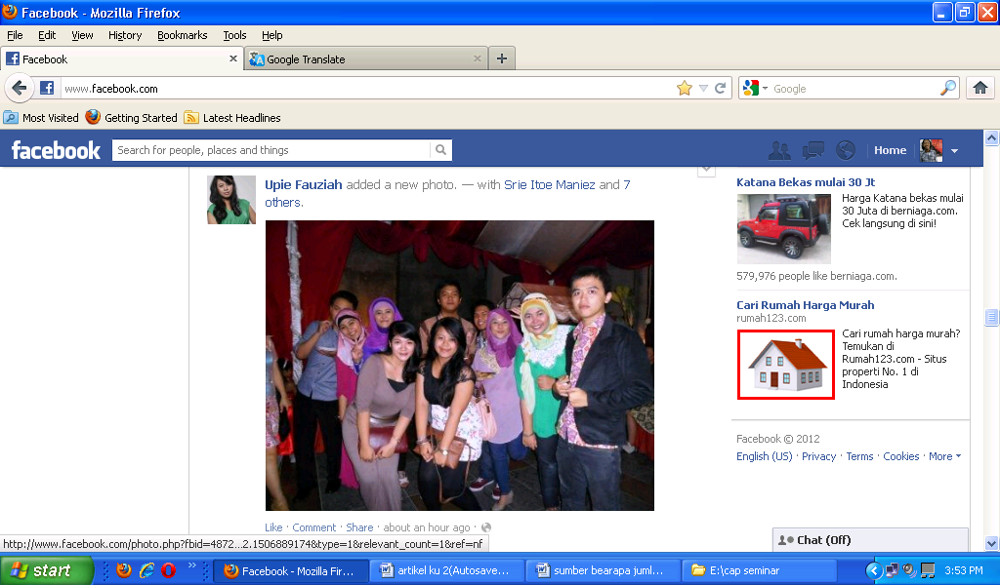 Facebook - Mozilla Firefox
File Edit View History Bookmarks Tools Help
Facebook
Google Translate
www.facebook.com
Google
Most Visited Getting Started Latest Headlines
facebook
Search for people, places and things
Home
Upie Fauziah added a new photo. — with Srie Itoe Maniez and 7
others.
Like · Comment · Share · about an hour ago ·
Katana Bekas mulai 30 Jt
Harga Katana bekas mulai
30 Juta di berniaga.com.
Cek langsung di sini!
579,976 people like berniaga.com.
Cari Rumah Harga Murah
rumah123.com
Cari rumah harga murah?
Temukan di
Rumah123.com - Situs
properti No. 1 di
Indonesia
Facebook © 2012
English (US) · Privacy · Terms · Cookies · More
Chat (Off)
http://www.facebook.com/photo.php?fbid=4872...2.1506889174&type=1&relevant_count=1&ref=nf
start
Facebook - Mozilla Fir...
artikel ku 2(Autosave...
sumber bearapa juml...
E:\cap seminar
3:53 PM